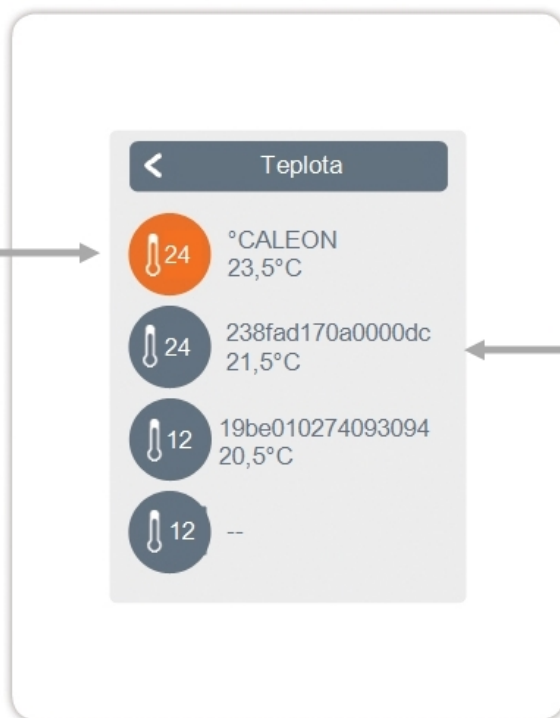 Teplota
24
°CALEON
23,5°C
24
238fad170a0000dc
21,5°C
12
19be010274093094
20,5°C
12
--